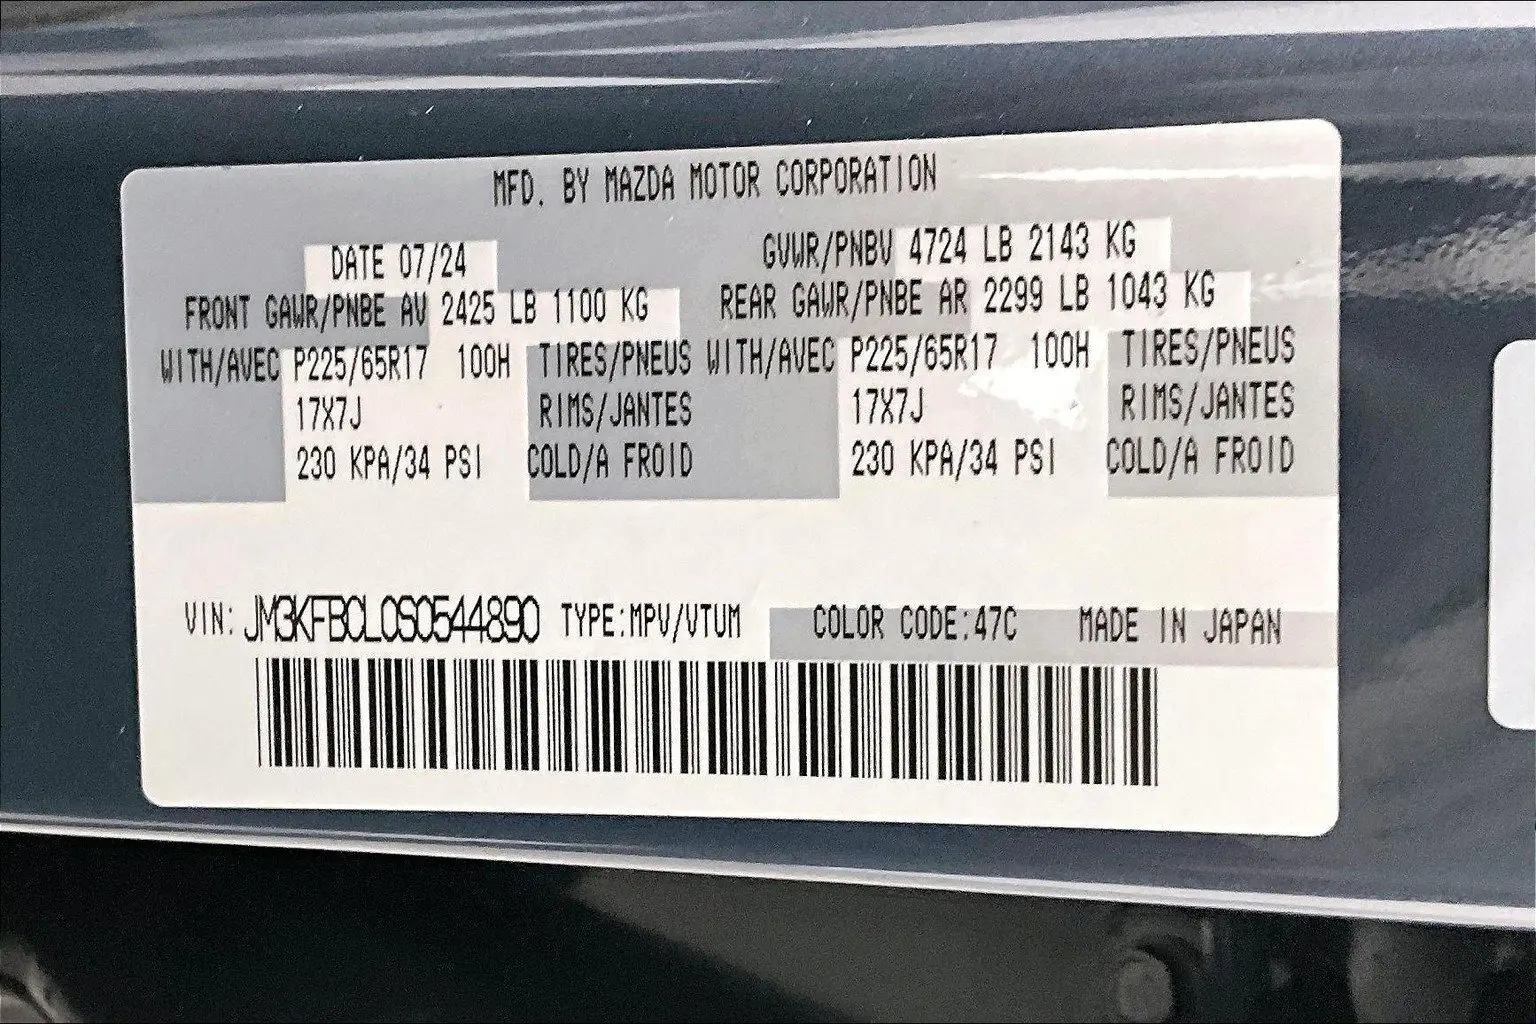 MFD. BY MAZDA MOTOR CORPORATION
DATE 07/24 GVWR/PNBV 4724 LB 2143 KG
FRONT GAWR/PNBE AV 2425 LB 1100 KG REAR GAWR/PNBE AR 2299 LB 1043 KG
WITH/AVEC P225/65R17 100H TIRES/PNEUS WITH/AVEC P225/65R17 100H TIRES/PNEUS
17X7J RIMS/JANTES 17X7J RIMS/JANTES
230 KPA/34 PSI COLD/A FROID 230 KPA/34 PSI COLD/A FROID
VIN: JM3KFBCL0S0544890 TYPE:MPV/VTUM COLOR CODE:47C MADE IN JAPAN